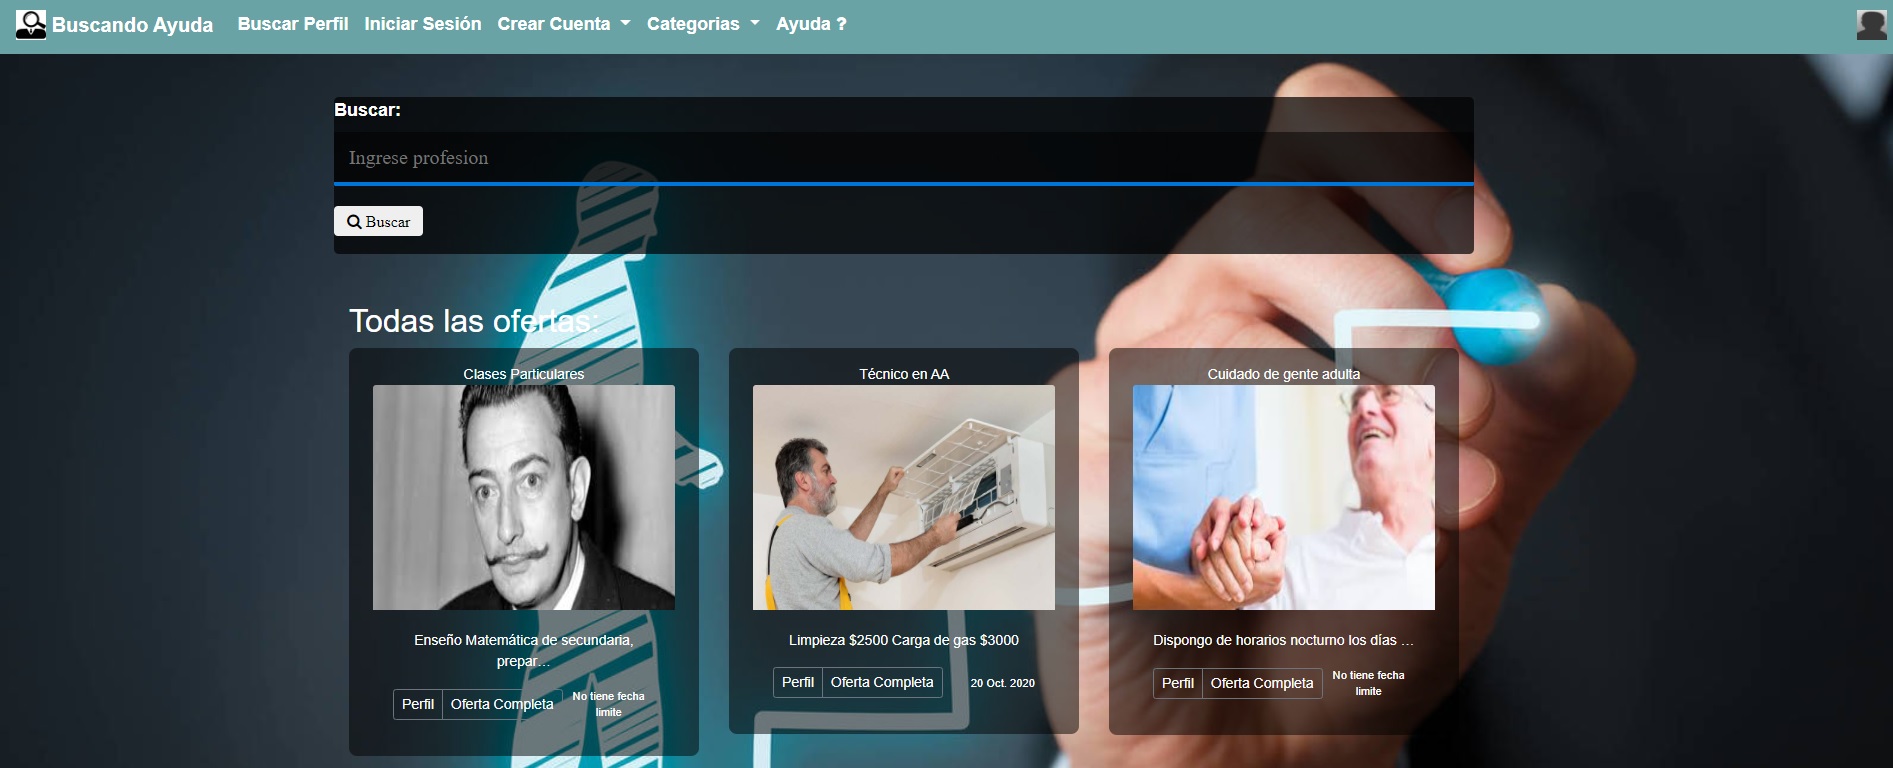 Buscando Ayuda
Buscar Perfil Iniciar Sesión Crear Cuenta Categorias Ayuda ?
Buscar:
Ingrese profesion
Buscar
Todas las ofertas:
Clases Particulares
Enseño Matemática de secundaria,
prepar...
Perfil Oferta Completa No tiene fecha
limite
Técnico en AA
Limpieza $2500 Carga de gas $3000
Perfil Oferta Completa 20 Oct. 2020
Cuidado de gente adulta
Dispongo de horarios nocturno los días ...
Perfil Oferta Completa No tiene fecha
limite